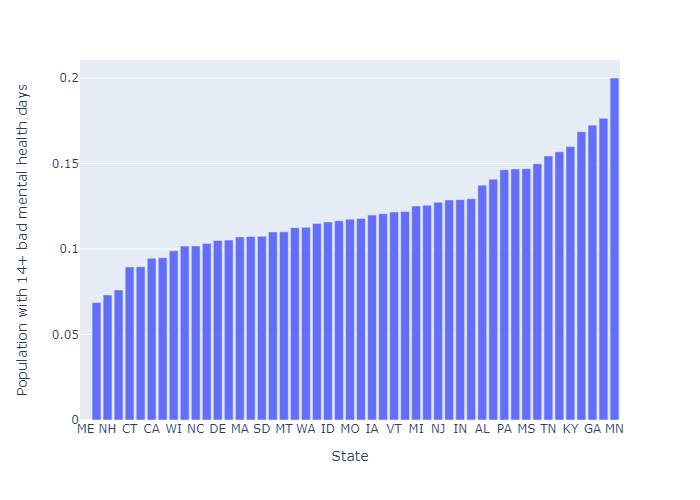 Population with 14+ bad mental health days
0.2
0.15
0.1
0.05
0
ME NH CT CA WI NC DE MA SD MT WA ID MO IA VT MI NJ IN AL PA MS TN KY GA MN
State